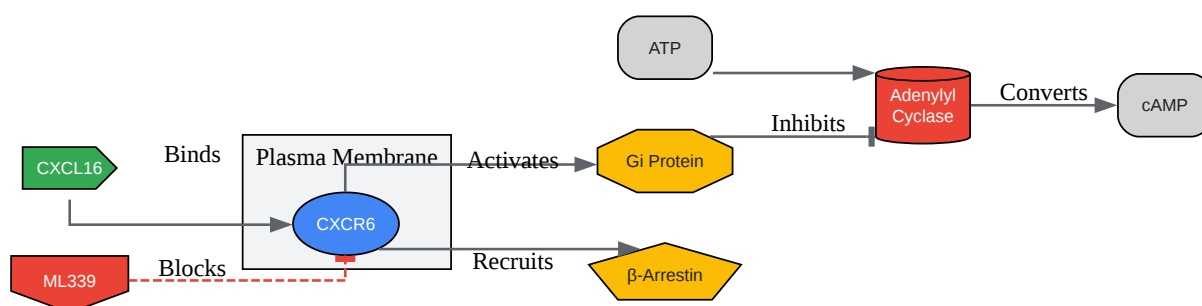 ATP
Adenylyl
Cyclase
Converts
cAMP
Inhibits
Binds
Plasma Membrane
Activates
Gi Protein
CXCL16
CXCR6
Recruits
β-Arrestin
Blocks
ML339